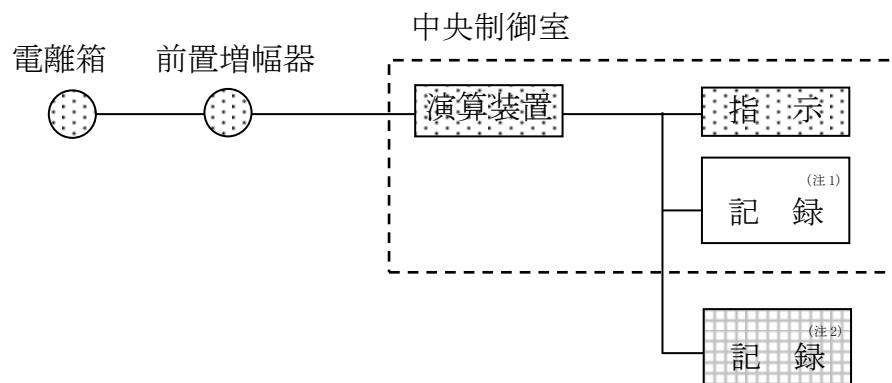 中央制御室
電離箱 前置増幅器
演算装置 指 示
(注1)
記 録
(注2)
記 録